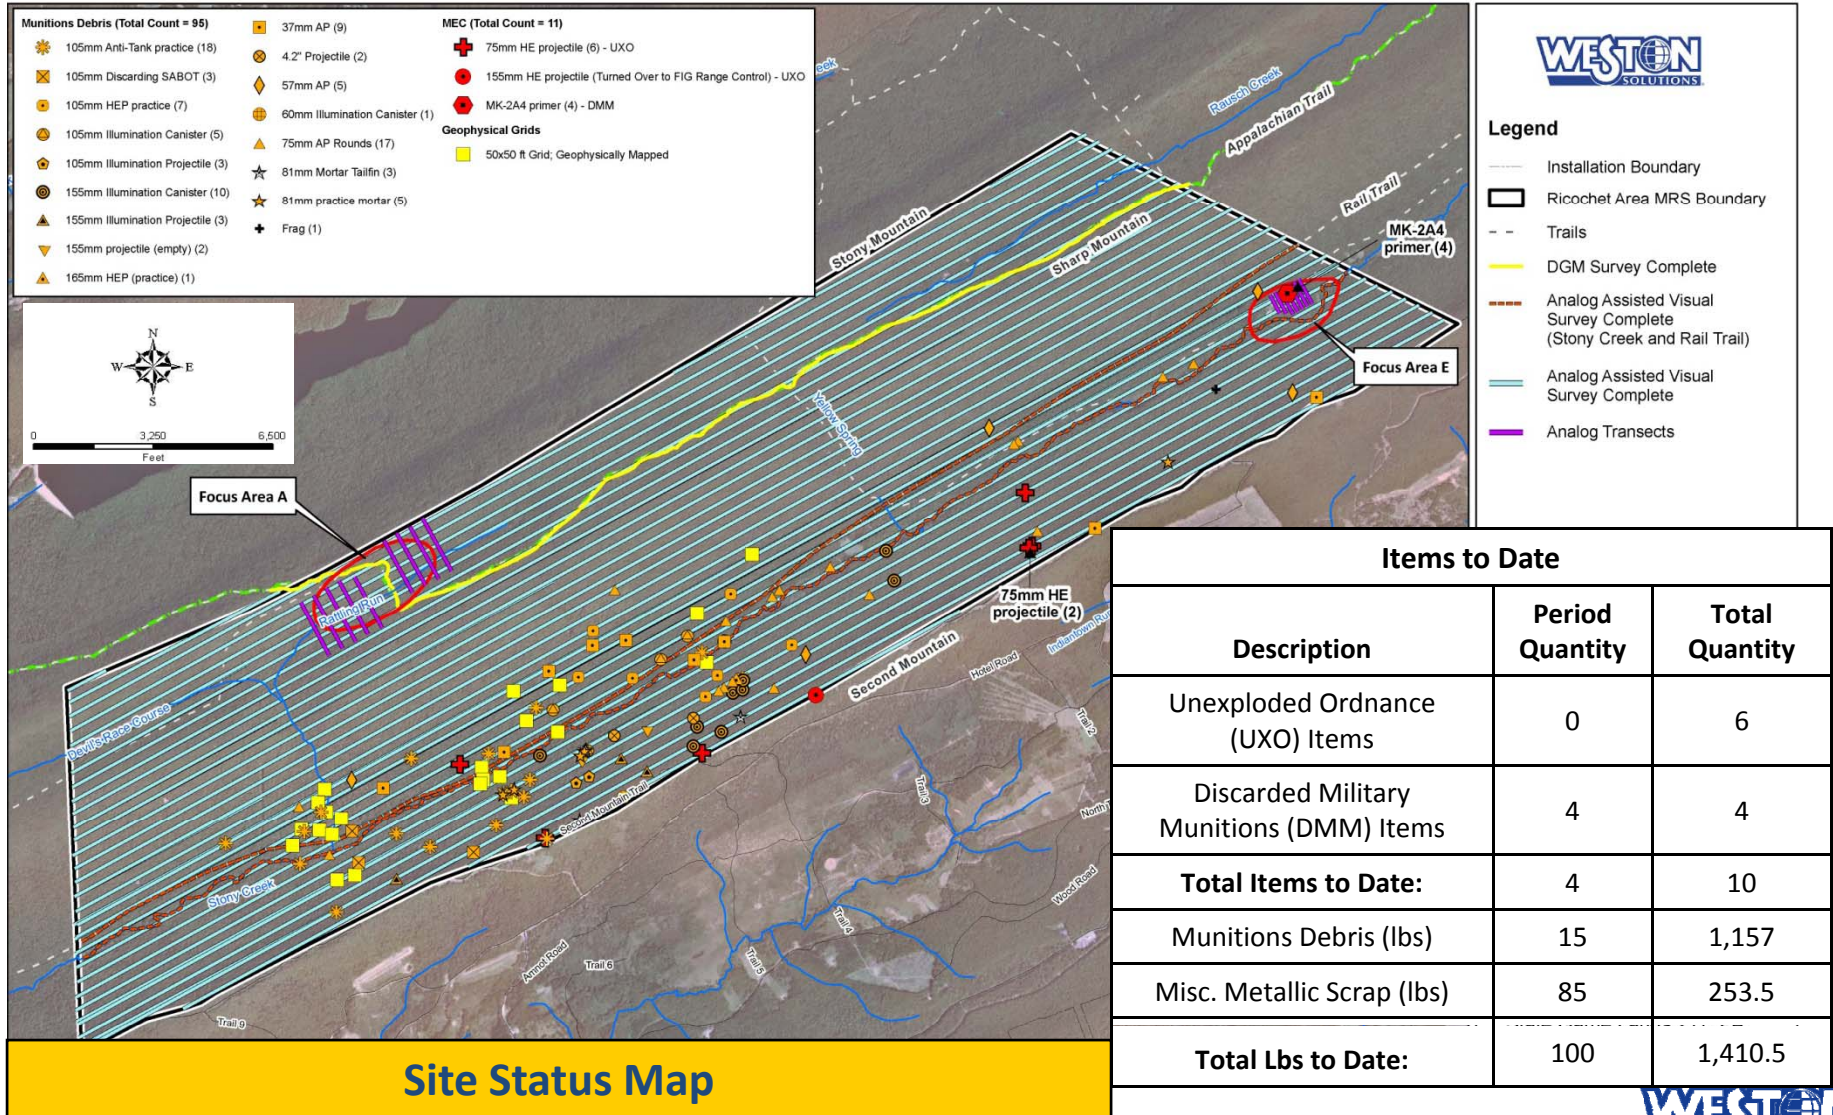 Munitions Debris (Total Count = 95)
105mm Anti-Tank practice (18)
105mm Discarding SABOT (3)
105mm HEP practice (7)
105mm Illumination Canister (5)
105mm Illumination Projectile (3)
155mm Illumination Canister (10)
155mm Illumination Projectile (3)
155mm projectile (empty) (2)
165mm HEP (practice) (1)
37mm AP (9)
4.2" Projectile (2)
57mm AP (5)
60mm Illumination Canister (1)
75mm AP Rounds (17)
81mm Mortar Tailfin (3)
81mm practice mortar (5)
Frag (1)
MEC (Total Count = 11)
75mm HE projectile (6) - UXO
155mm HE projectile (Turned Over to FIG Range Control) - UXO
MK-2A4 primer (4) - DMM
Geophysical Grids
50x50 ft Grid; Geophysically Mapped
N
W E
S
0 3,250 6,500
Feet
eek
Rausch Creek
Appalachian Trail
Rail Trail
Stony Mountain
Sharp Mountain
MK-2A4
primer (4)
Focus Area E
Yellow Spring
Focus Area A
Rattling Run
75mm HE
projectile (2)
Indiantown Ru
Second Mountain
Hotel Road
Trail 2
Devil's Race Course
Second Mountain Trail
Trail 3
North T
Stony Creek
Wood Road
Trail 4
Ammot Road
Trail 6
Trail 5
Trail 9
WESTON
SOLUTIONS
Legend
Installation Boundary
Ricochet Area MRS Boundary
Trails
DGM Survey Complete
Analog Assisted Visual
Survey Complete
(Stony Creek and Rail Trail)
Analog Assisted Visual
Survey Complete
Analog Transects
Items to Date
Description Period Quantity Total Quantity
Unexploded Ordnance (UXO) Items 0 6
Discarded Military Munitions (DMM) Items 4 4
Total Items to Date: 4 10
Munitions Debris (lbs) 15 1,157
Misc. Metallic Scrap (lbs) 85 253.5
Total Lbs to Date: 100 1,410.5
Site Status Map
WESTON